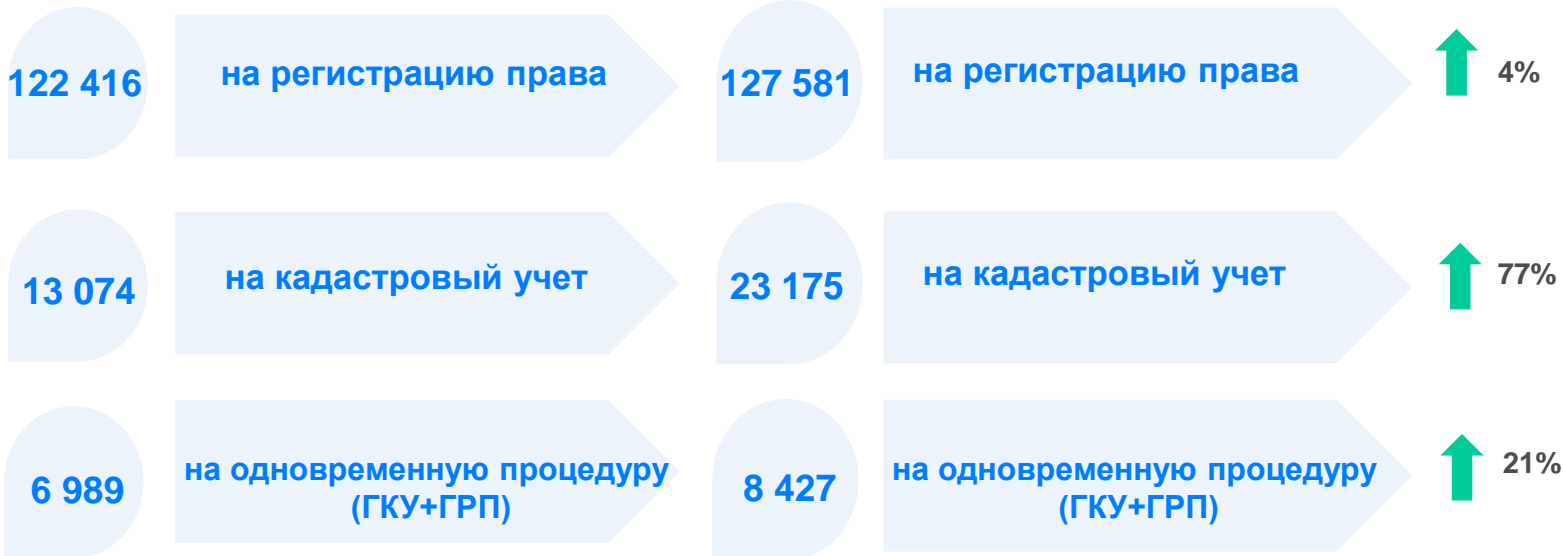 122 416
на регистрацию права
127 581
на регистрацию права
4%
13 074
на кадастровый учет
23 175
на кадастровый учет
77%
6 989
на одновременную процедуру
(ГКУ+ГРП)
8 427
на одновременную процедуру
(ГКУ+ГРП)
21%